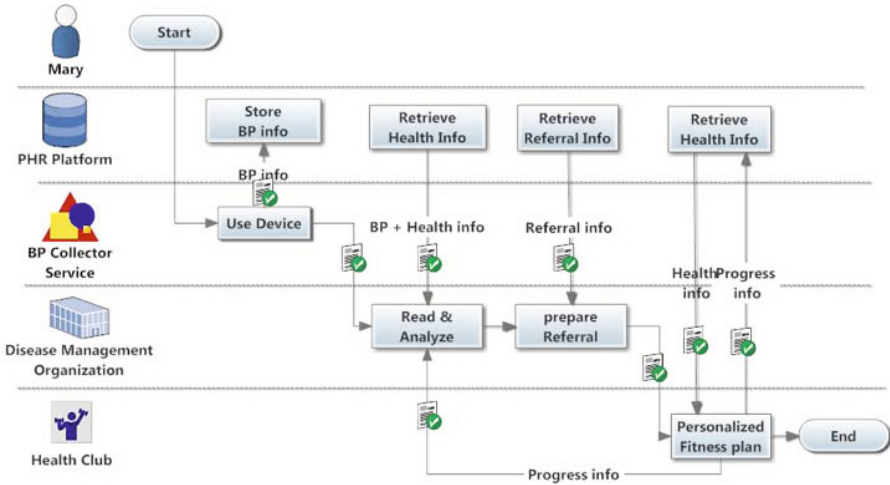 Start
Mary
Store
BP info
Retrieve
Health Info
Retrieve
Referral Info
Retrieve
Health Info
PHR Platform
BP info
Use Device
BP + Health info
Referral info
BP Collector
Service
Health
info
Progress
info
Read &
Analyze
prepare
Referral
Disease Management
Organization
Personalized
Fitness plan
End
Health Club
Progress info